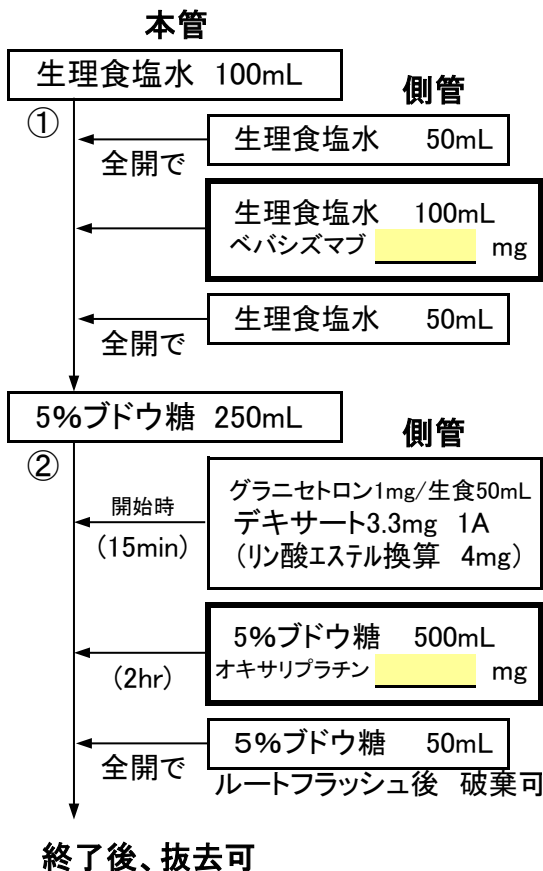 本管
生理食塩水 100mL
側管
①
生理食塩水 50mL
全開で
生理食塩水 100mL
ベバシズマブ mg
生理食塩水 50mL
全開で
5%ブドウ糖 250mL
側管
②
グラニセトロン1mg/生食50mL
開始時
デキサート3.3mg 1A
(15min)
(リン酸エステル換算 4mg)
5%ブドウ糖 500mL
オキサリプラチン mg
(2hr)
5%ブドウ糖 50mL
全開で
ルートフラッシュ後 破棄可
終了後、抜去可